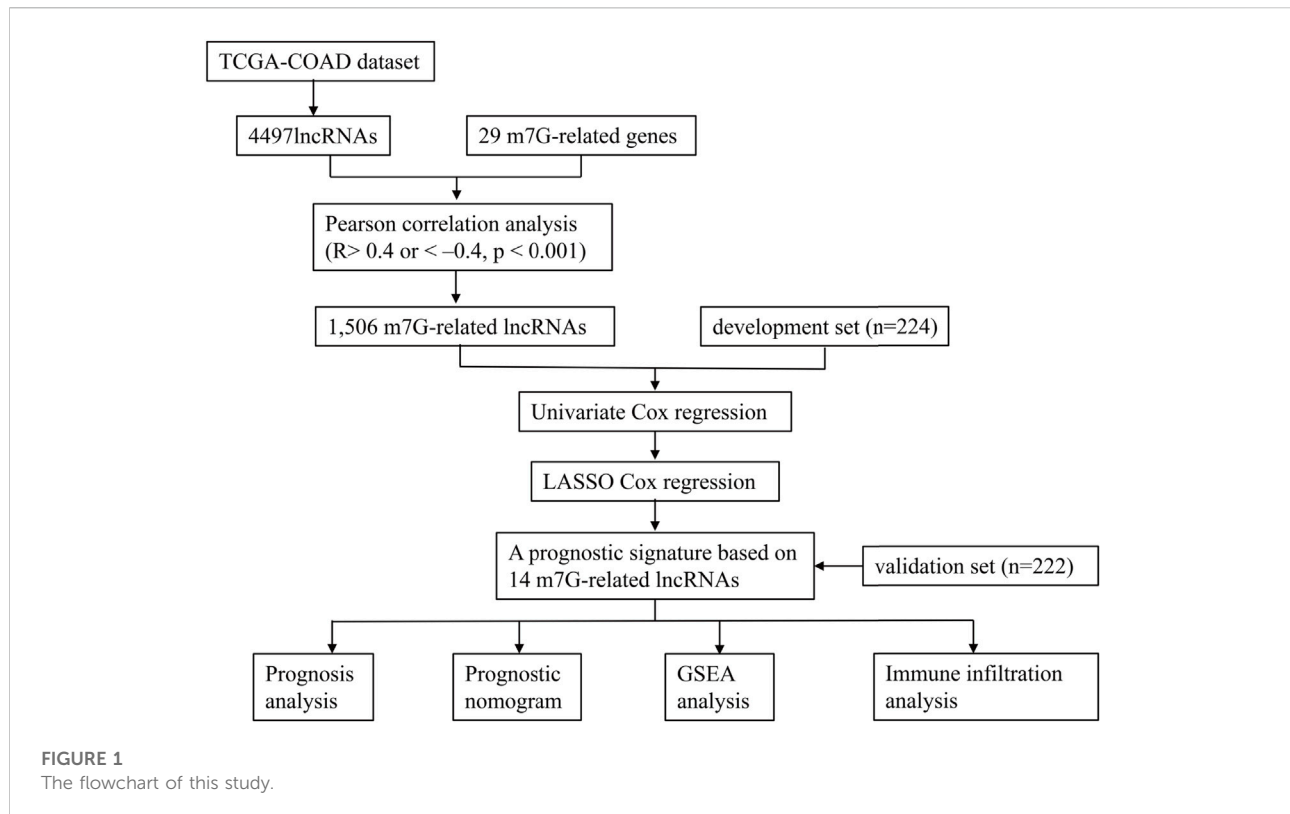 TCGA-COAD dataset
4497lncRNAs
29 m7G-related genes
Pearson correlation analysis
(R> 0.4 or < –0.4, p < 0.001)
1,506 m7G-related lncRNAs
development set (n=224)
Univariate Cox regression
LASSO Cox regression
A prognostic signature based on
14 m7G-related lncRNAs
validation set (n=222)
Prognosis
analysis
Prognostic
nomogram
GSEA
analysis
Immune infiltration
analysis
FIGURE 1
The flowchart of this study.